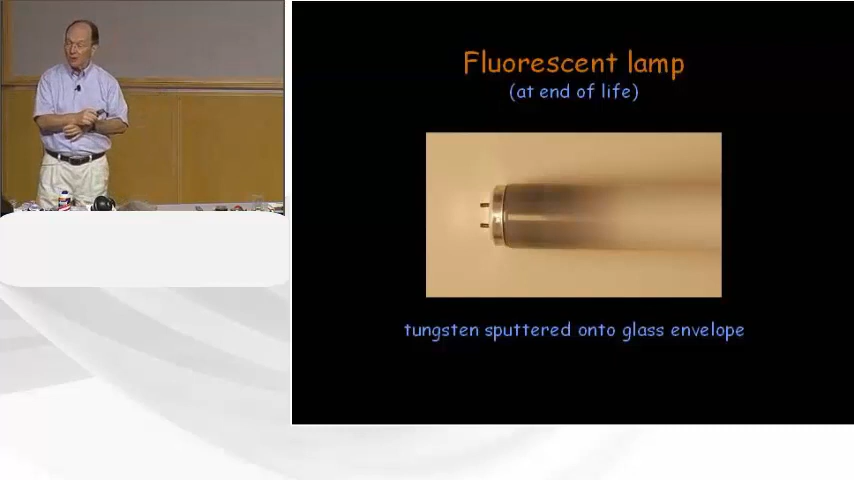 Fluorescent lamp
(at end of life)
tungsten sputtered onto glass envelope